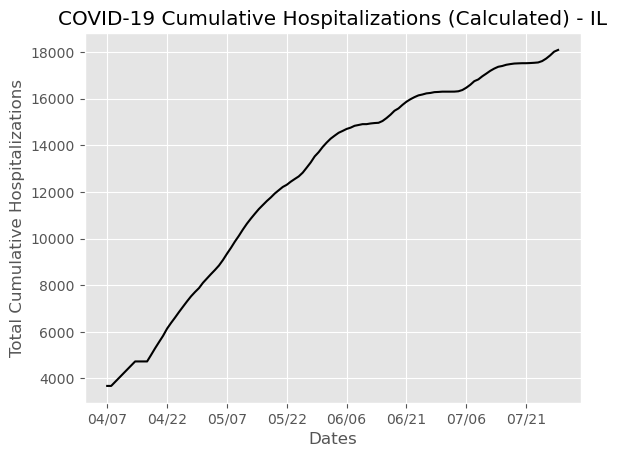 COVID-19 Cumulative Hospitalizations (Calculated) - IL
Total Cumulative Hospitalizations
18000
16000
14000
12000
10000
8000
6000
4000
04/07 04/22 05/07 05/22 06/06 06/21 07/06 07/21
Dates